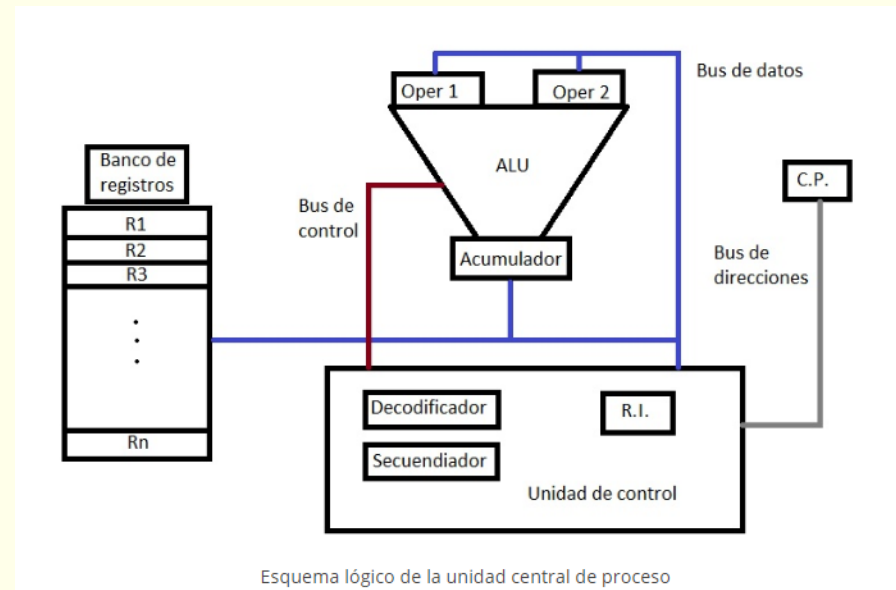 Bus de datos
Oper 1
Oper 2
ALU
Banco de
registros
C.P.
R1
R2
R3
Bus de
control
Acumulador
Bus de
direcciones
Decodificador
R.I.
Secuendiador
Rn
Unidad de control
Esquema lógico de la unidad central de proceso